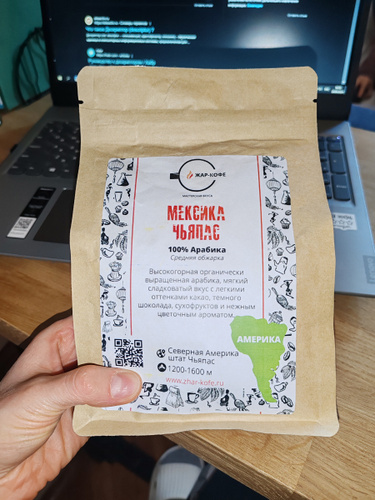 ЖАР-КОФЕ
МЕКСИКА
ЧЬЯПАС
100% Арабика
Средняя обжарка
Высокогорная органически
выращенная арабика, мягкий
сладковатый вкус с легкими
оттенками какао, темного
шоколада, сухофруктов и нежным
цветочным ароматом.
АМЕРИКА
Северная Америка
штат Чьяпас
1200-1600 м
www.zhar-kofe.ru